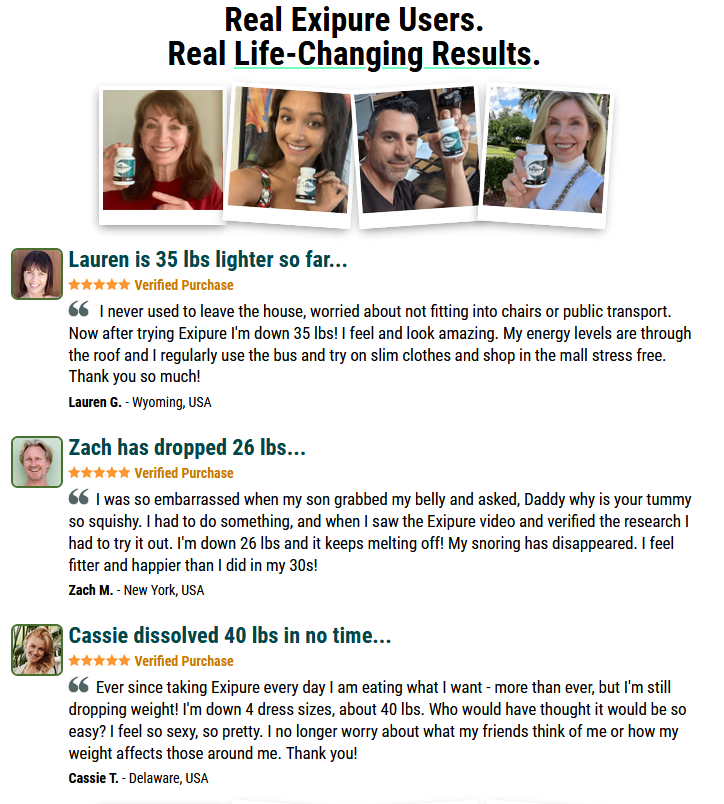 Real Exipure Users.
Real Life-Changing Results.
Exipure
Exipure
Exipure
Exipure
Lauren is 35 lbs lighter so far...
Verified Purchase
“ I never used to leave the house, worried about not fitting into chairs or public transport.
Now after trying Exipure I'm down 35 lbs! I feel and look amazing. My energy levels are through
the roof and I regularly use the bus and try on slim clothes and shop in the mall stress free.
Thank you so much!
Lauren G. - Wyoming, USA
Zach has dropped 26 lbs...
Verified Purchase
“ I was so embarrassed when my son grabbed my belly and asked, Daddy why is your tummy
so squishy. I had to do something, and when I saw the Exipure video and verified the research I
had to try it out. I'm down 26 lbs and it keeps melting off! My snoring has disappeared. I feel
fitter and happier than I did in my 30s!
Zach M. - New York, USA
Cassie dissolved 40 lbs in no time...
Verified Purchase
“ Ever since taking Exipure every day I am eating what I want - more than ever, but I'm still
dropping weight! I'm down 4 dress sizes, about 40 lbs. Who would have thought it would be so
easy? I feel so sexy, so pretty. I no longer worry about what my friends think of me or how my
weight affects those around me. Thank you!
Cassie T. - Delaware, USA